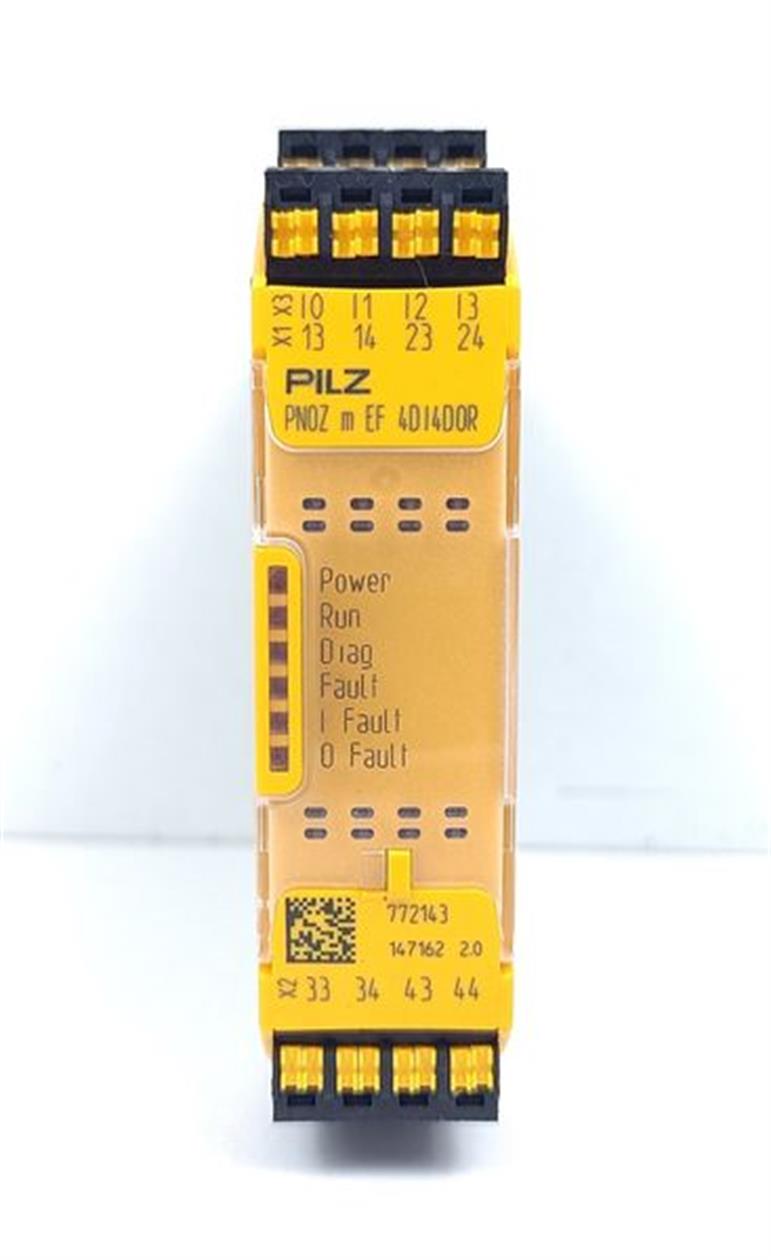 X3 I0 I1 I2 I3
X1 13 14 23 24
PILZ
PNOZ m EF 4DI4DOR
Power
Run
Diag
Fault
I Fault
O Fault
772143
147162 2.0
X2 33 34 43 44